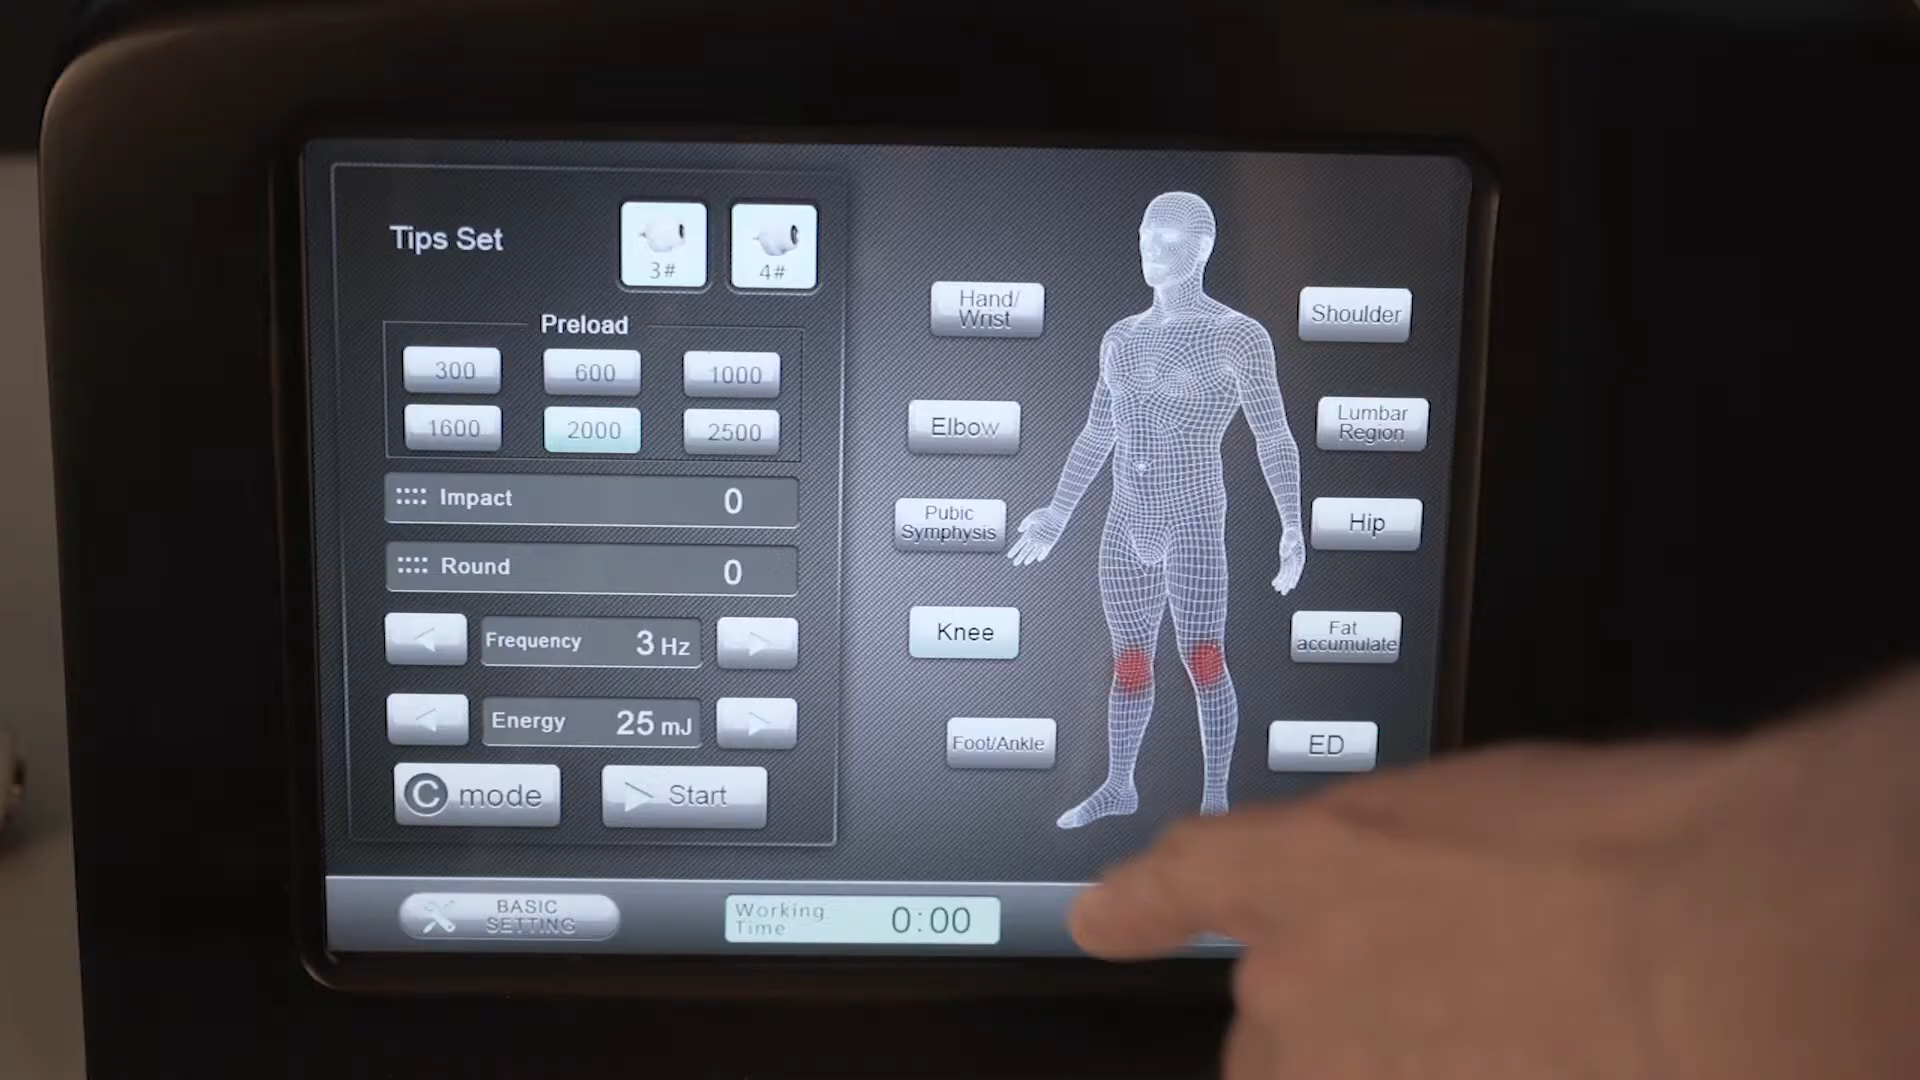 Tips Set
3#
4#
Preload
300
600
1000
1600
2000
2500
Impact
0
Round
0
Frequency
3 Hz
Energy
25 mJ
C mode
Start
Hand/
Wrist
Shoulder
Elbow
Lumbar
Region
Pubic
Symphysis
Hip
Knee
Fat
accumulate
Foot/Ankle
ED
BASIC
SETTING
Working
Time
0:00